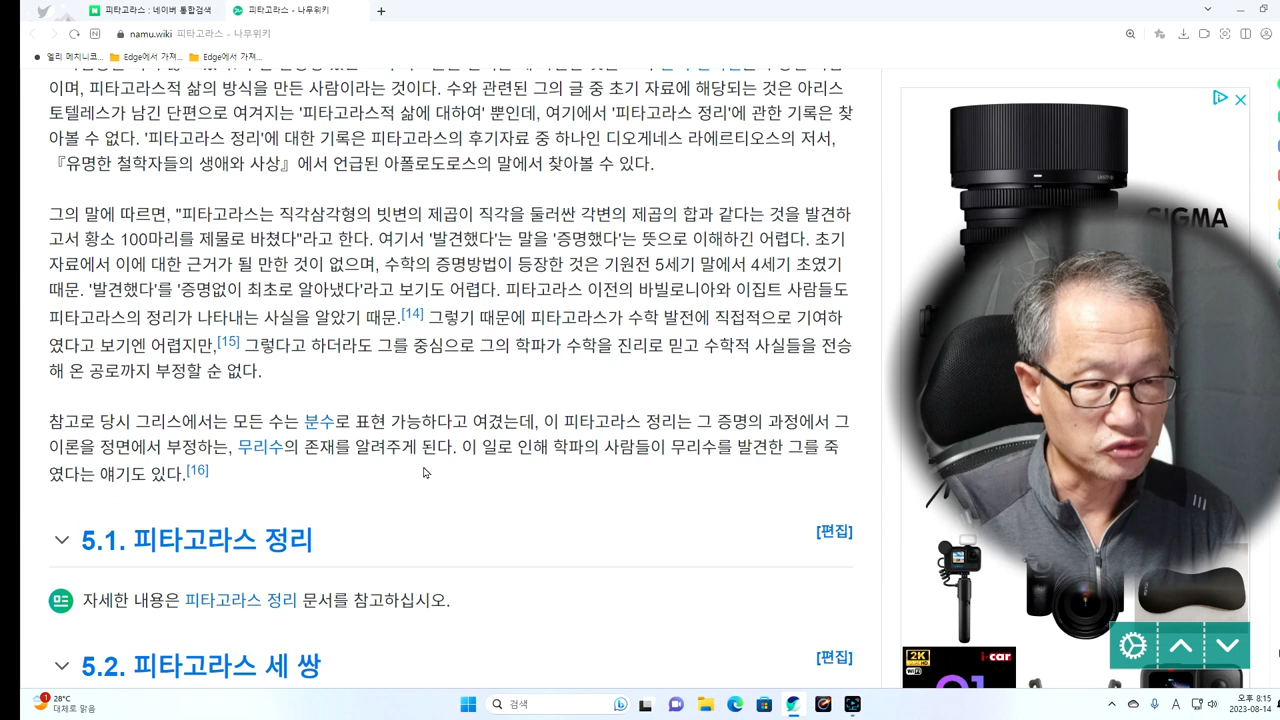 피타고라스 : 네이버 통합검색
피타고라스 - 나무위키
namu.wiki 피타고라스 - 나무위키
엘리 메치니코... Edge에서 가져... Edge에서 가져...
이며, 피타고라스적 삶의 방식을 만든 사람이라는 것이다. 수와 관련된 그의 글 중 초기 자료에 해당되는 것은 아리스
토텔레스가 남긴 단편으로 여겨지는 '피타고라스적 삶에 대하여' 뿐인데, 여기에서 '피타고라스 정리'에 관한 기록은 찾
아볼 수 없다. '피타고라스 정리'에 대한 기록은 피타고라스의 후기자료 중 하나인 디오게네스 라에르티오스의 저서,
『유명한 철학자들의 생애와 사상』에서 언급된 아폴로도로스의 말에서 찾아볼 수 있다.
그의 말에 따르면, "피타고라스는 직각삼각형의 빗변의 제곱이 직각을 둘러싼 각변의 제곱의 합과 같다는 것을 발견하
고서 황소 100마리를 제물로 바쳤다"라고 한다. 여기서 '발견했다'는 말을 '증명했다'는 뜻으로 이해하긴 어렵다. 초기
자료에서 이에 대한 근거가 될 만한 것이 없으며, 수학의 증명방법이 등장한 것은 기원전 5세기 말에서 4세기 초였기
때문. '발견했다'를 '증명없이 최초로 알아냈다'라고 보기도 어렵다. 피타고라스 이전의 바빌로니아와 이집트 사람들도
피타고라스의 정리가 나타내는 사실을 알았기 때문.[14] 그렇기 때문에 피타고라스가 수학 발전에 직접적으로 기여하
였다고 보기엔 어렵지만,[15] 그렇다고 하더라도 그를 중심으로 그의 학파가 수학을 진리로 믿고 수학적 사실들을 전승
해 온 공로까지 부정할 순 없다.
참고로 당시 그리스에서는 모든 수는 분수로 표현 가능하다고 여겼는데, 이 피타고라스 정리는 그 증명의 과정에서 그
이론을 정면에서 부정하는, 무리수의 존재를 알려주게 된다. 이 일로 인해 학파의 사람들이 무리수를 발견한 그를 죽
였다는 얘기도 있다.[16]
5.1. 피타고라스 정리 [편집]
자세한 내용은 피타고라스 정리 문서를 참고하십시오.
5.2. 피타고라스 세 쌍 [편집]
SIGMA
2K
i-car
28°C
대체로 맑음
검색
A
오후 8:15
2023-08-14